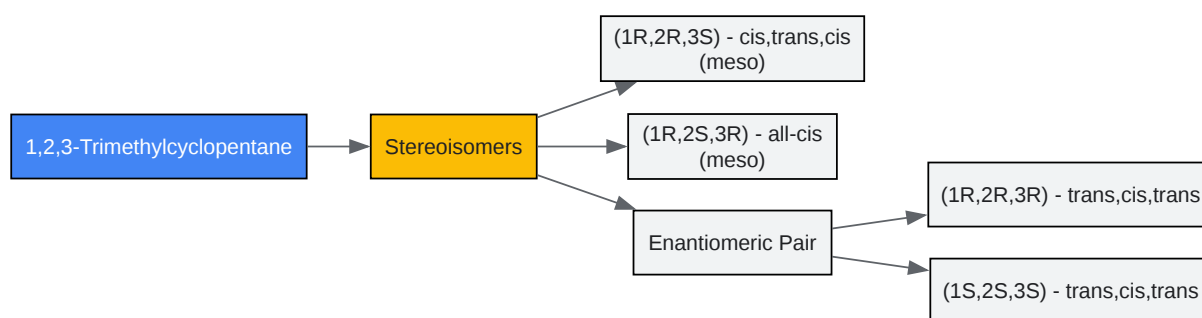 (1R,2R,3S) - cis,trans,cis
(meso)
1,2,3-Trimethylcyclopentane
Stereoisomers
(1R,2S,3R) - all-cis
(meso)
Enantiomeric Pair
(1R,2R,3R) - trans,cis,trans
(1S,2S,3S) - trans,cis,trans